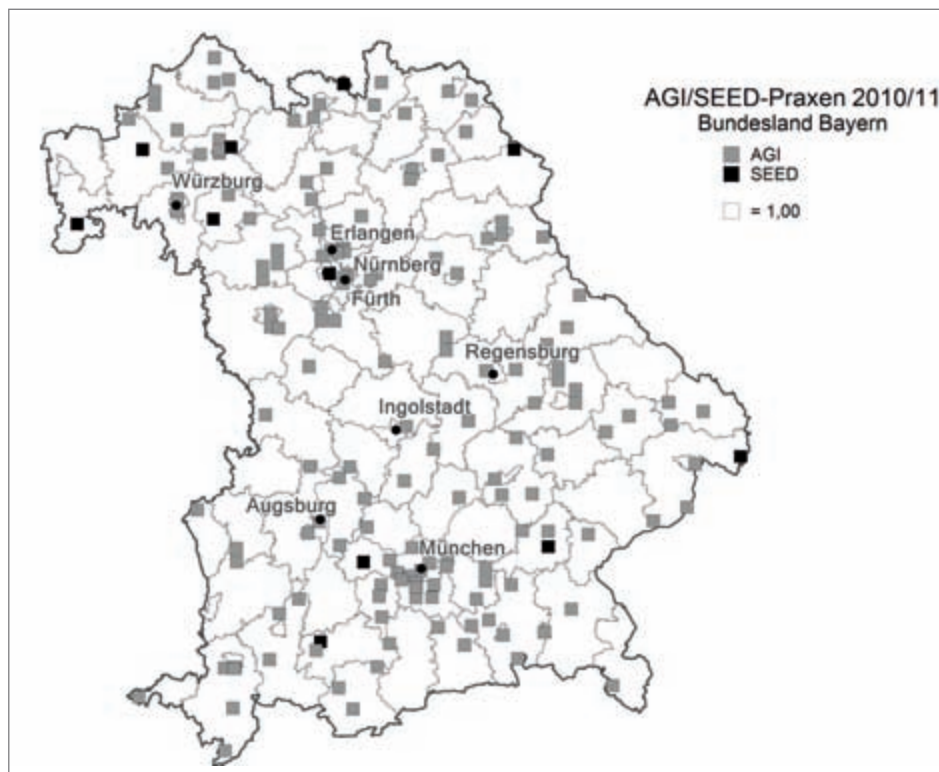 AGI/SEED-Praxen 2010/11
Bundesland Bayern
AGI
SEED
= 1,00
Würzburg
Erlangen
Nürnberg
Fürth
Regensburg
Ingolstadt
Augsburg
München